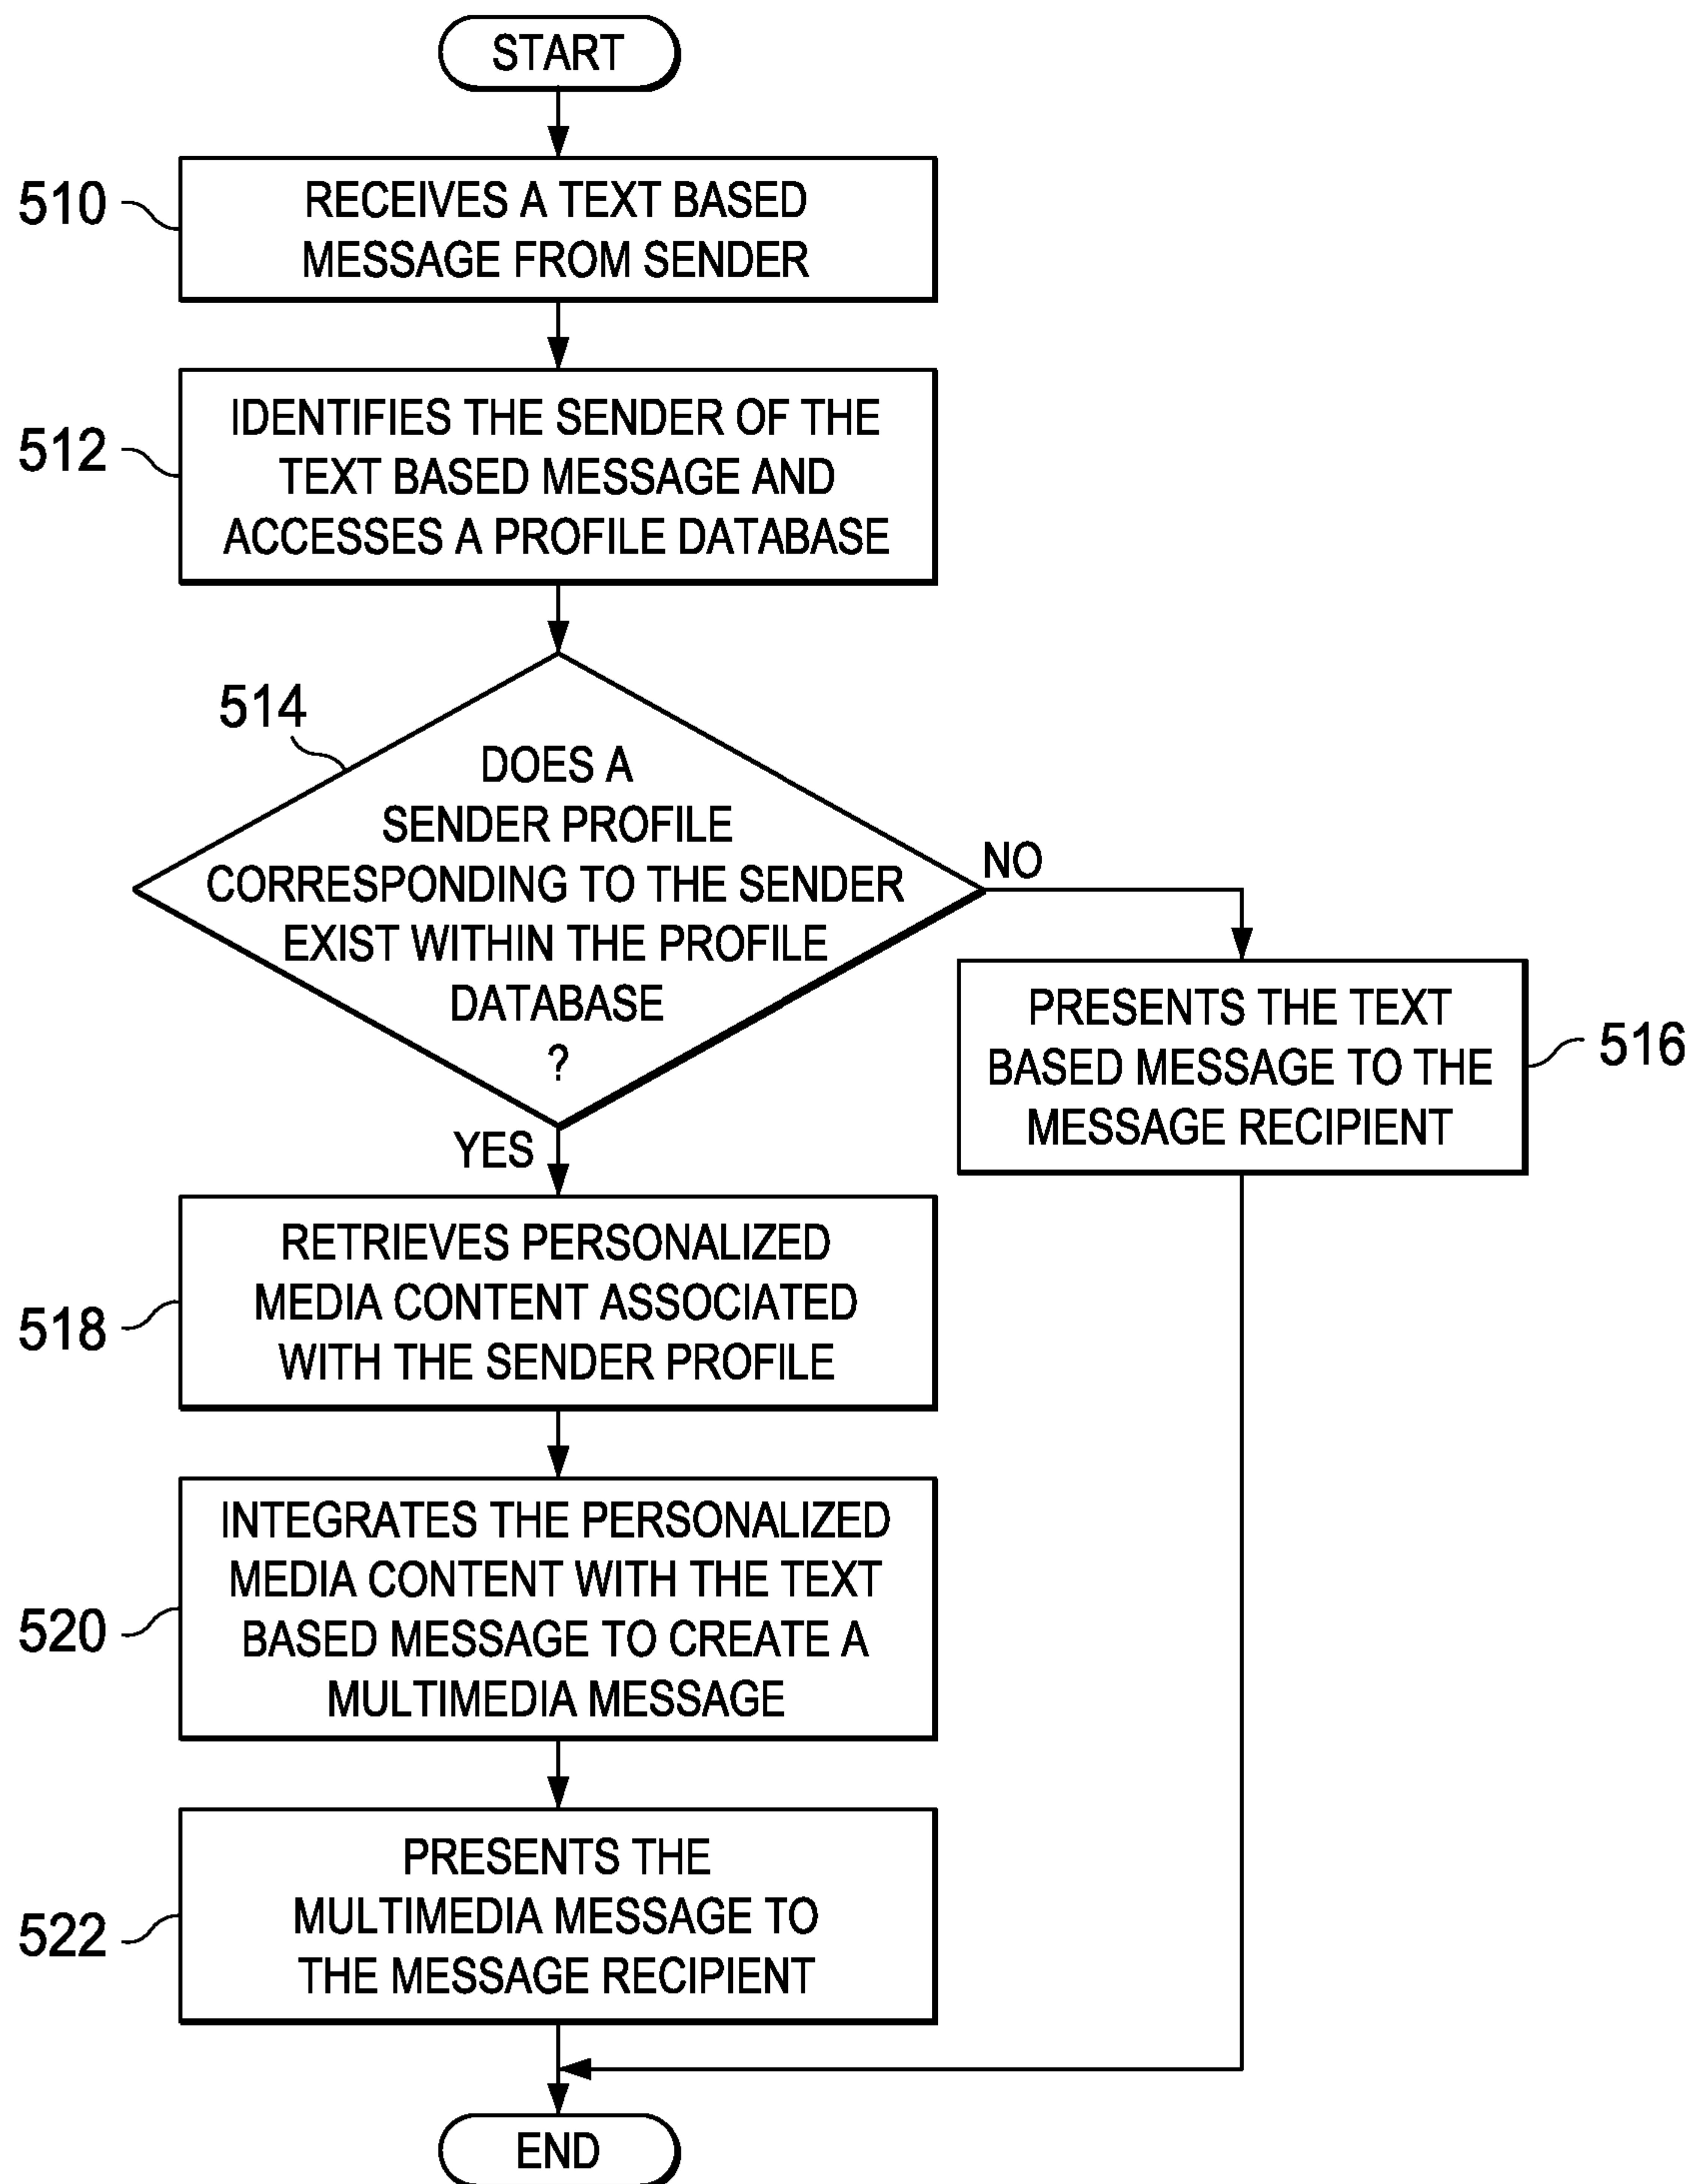 START
510
RECEIVES A TEXT BASED
MESSAGE FROM SENDER
512
IDENTIFIES THE SENDER OF THE
TEXT BASED MESSAGE AND
ACCESSES A PROFILE DATABASE
514
DOES A
SENDER PROFILE
CORRESPONDING TO THE SENDER
EXIST WITHIN THE PROFILE
DATABASE
?
NO
PRESENTS THE TEXT
BASED MESSAGE TO THE
MESSAGE RECIPIENT
516
YES
518
RETRIEVES PERSONALIZED
MEDIA CONTENT ASSOCIATED
WITH THE SENDER PROFILE
520
INTEGRATES THE PERSONALIZED
MEDIA CONTENT WITH THE TEXT
BASED MESSAGE TO CREATE A
MULTIMEDIA MESSAGE
522
PRESENTS THE
MULTIMEDIA MESSAGE TO
THE MESSAGE RECIPIENT
END